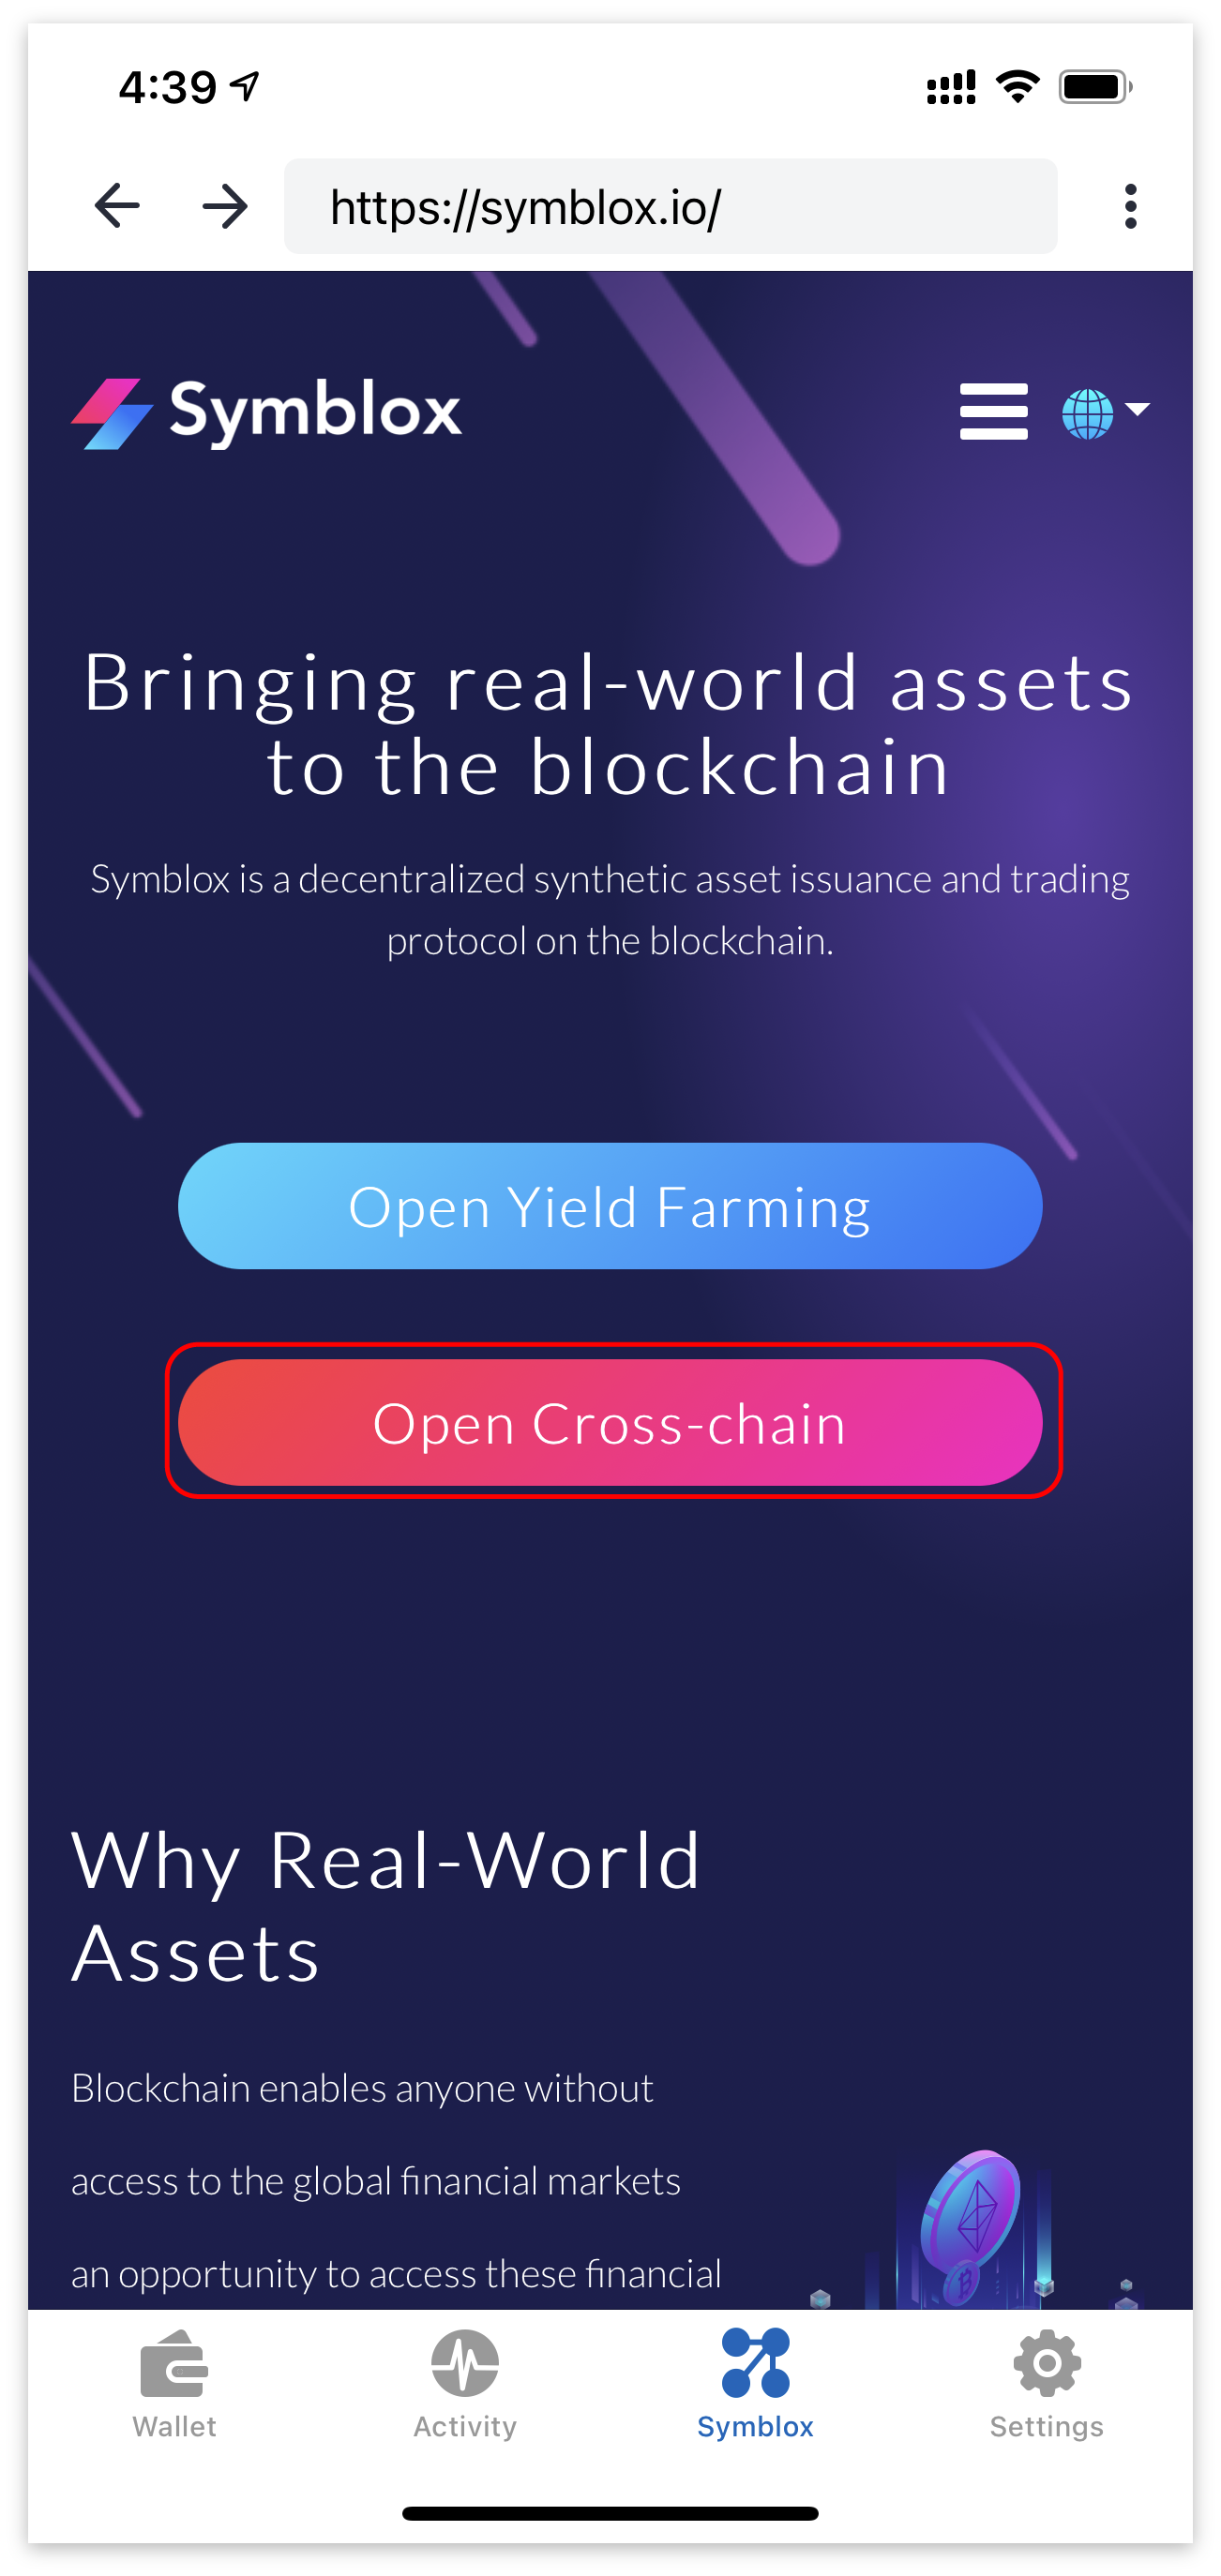 4:39
https://symblox.io/
Symblox
Bringing real-world assets
to the blockchain
Symblox is a decentralized synthetic asset issuance and trading
protocol on the blockchain.
Open Yield Farming
Open Cross-chain
Why Real-World
Assets
Blockchain enables anyone without
access to the global financial markets
an opportunity to access these financial
Wallet
Activity
Symblox
Settings